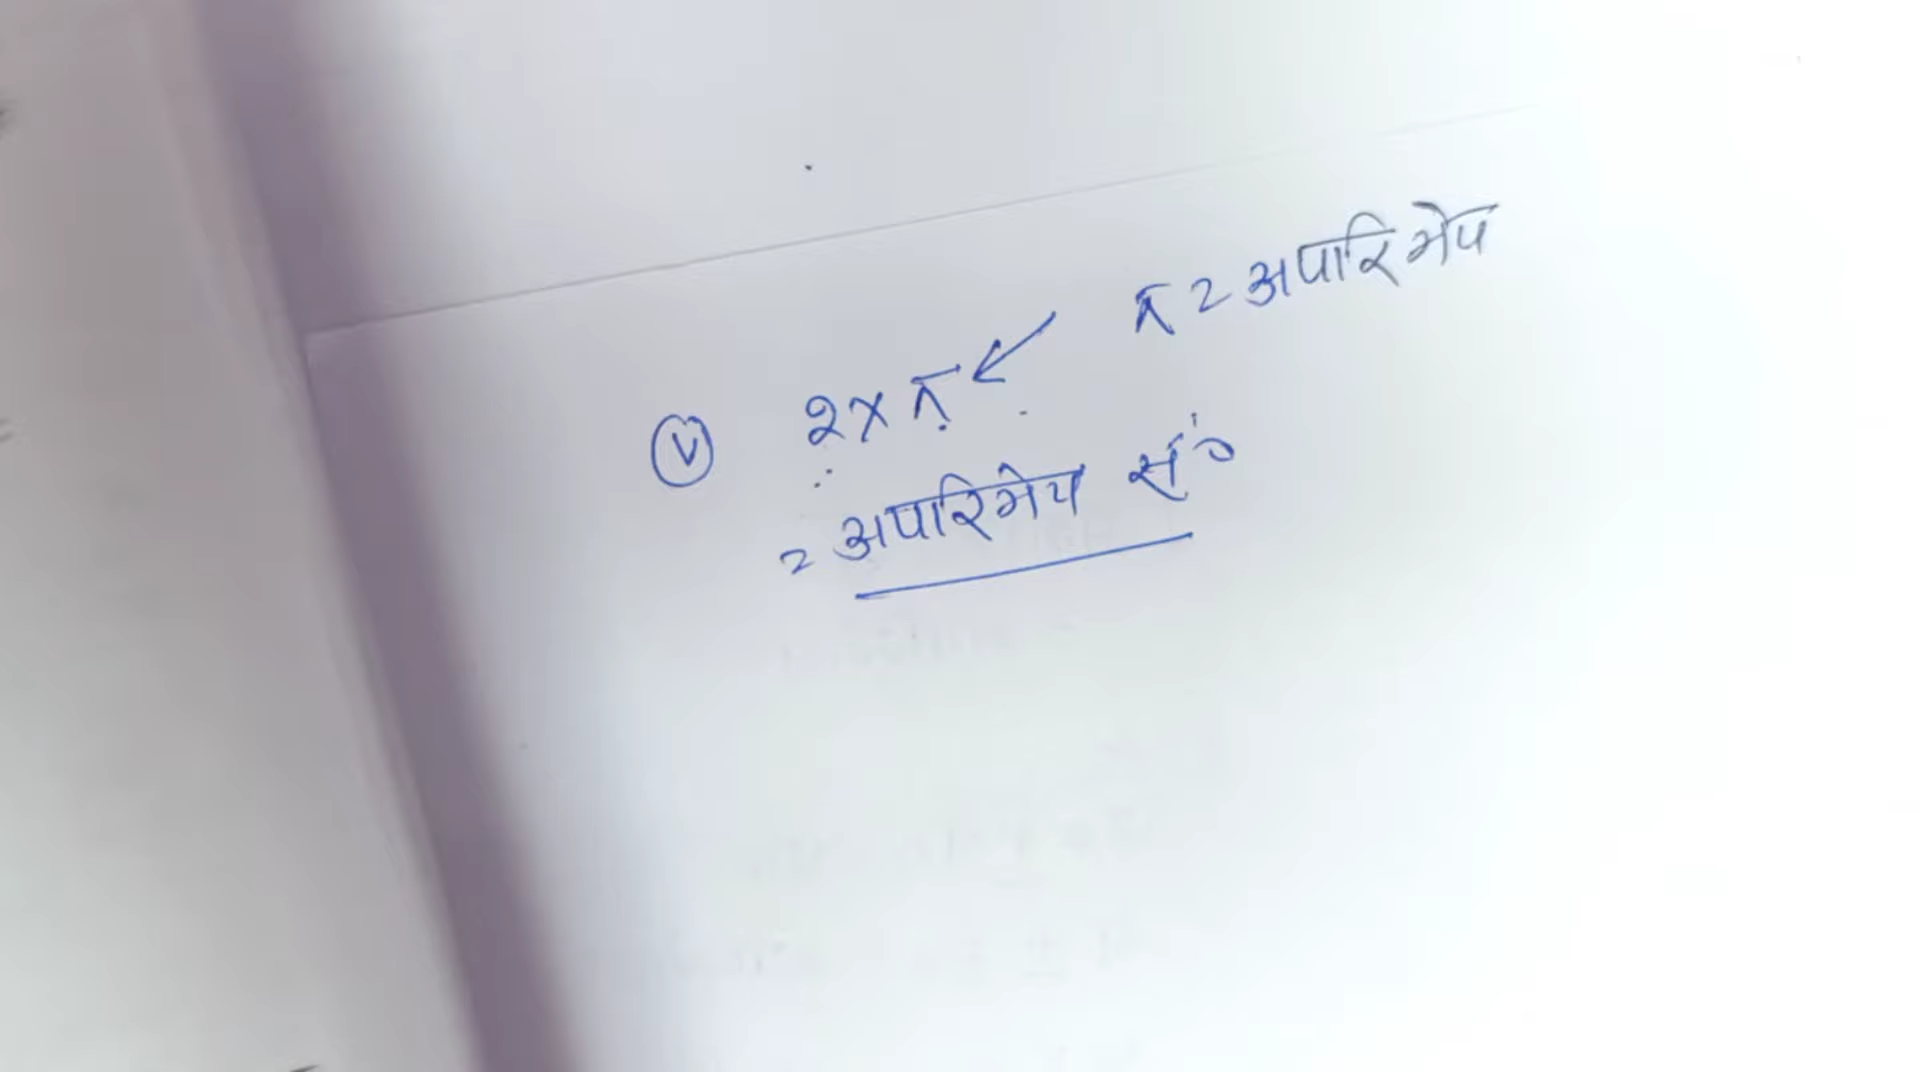 π = अपरिमेय
(v) 2 × π ←
= अपरिमेय सं०